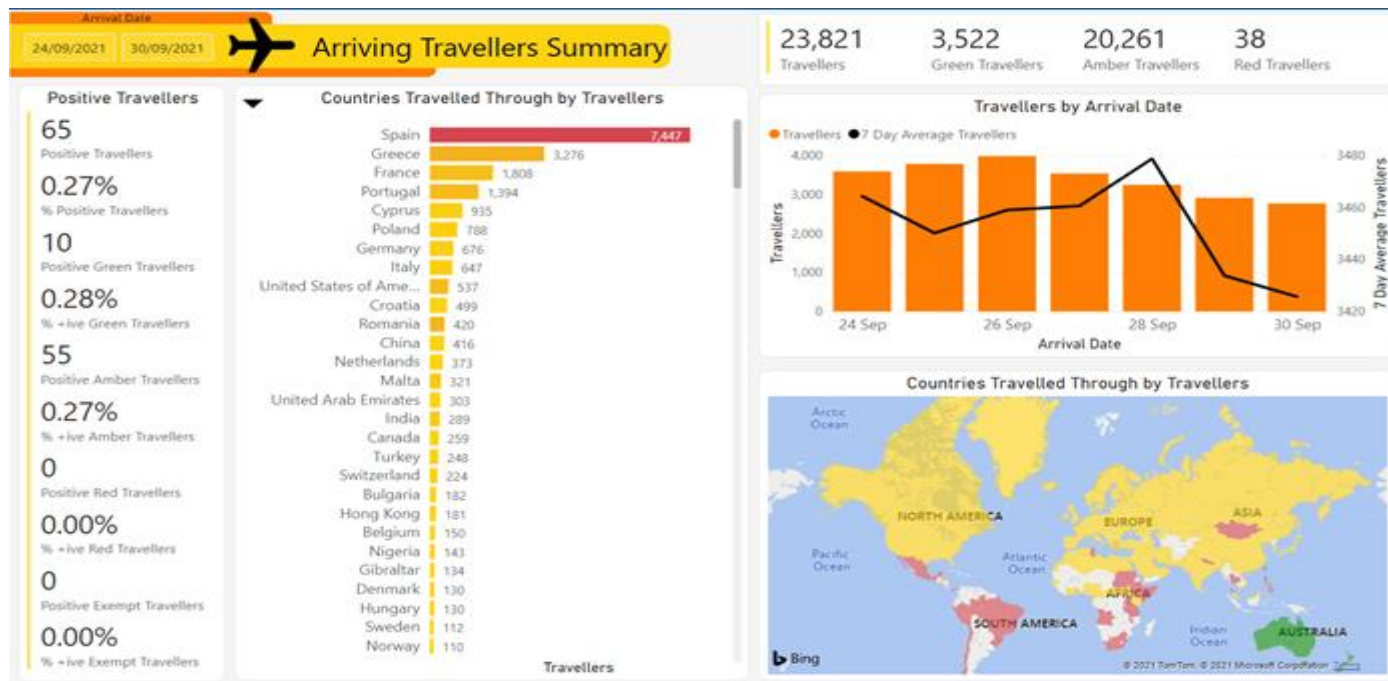 Arrival Date
24/09/2021 30/09/2021
Arriving Travellers Summary
23,821 3,522 20,261 38
Travellers Green Travellers Amber Travellers Red Travellers
Positive Travellers
65
Positive Travellers
0.27%
% Positive Travellers
10
Positive Green Travellers
0.28%
% +ive Green Travellers
55
Positive Amber Travellers
0.27%
% +ive Amber Travellers
0
Positive Red Travellers
0.00%
% +ive Red Travellers
0
Positive Exempt Travellers
0.00%
% +ive Exempt Travellers
Countries Travelled Through by Travellers
Spain 7,447
Greece 3,276
France 1,808
Portugal 1,394
Cyprus 935
Poland 788
Germany 676
Italy 647
United States of Ame... 537
Croatia 499
Romania 420
China 416
Netherlands 373
Malta 321
United Arab Emirates 303
India 289
Canada 259
Turkey 248
Switzerland 224
Bulgaria 182
Hong Kong 181
Belgium 150
Nigeria 143
Gibraltar 134
Denmark 130
Hungary 130
Sweden 112
Norway 110
Travellers
Travellers by Arrival Date
Travellers 7 Day Average Travellers
4,000 3480
3,000 3460
2,000
3440
1,000
0 3420
Travellers
7 Day Average Travellers
24 Sep 26 Sep 28 Sep 30 Sep
Arrival Date
Countries Travelled Through by Travellers
Arctic
Ocean
NORTH AMERICA EUROPE ASIA
Pacific
Ocean
Atlantic
Ocean
AFRICA
SOUTH AMERICA
Indian
Ocean
AUSTRALIA
Bing
© 2021 TomTom, © 2021 Microsoft Corporation